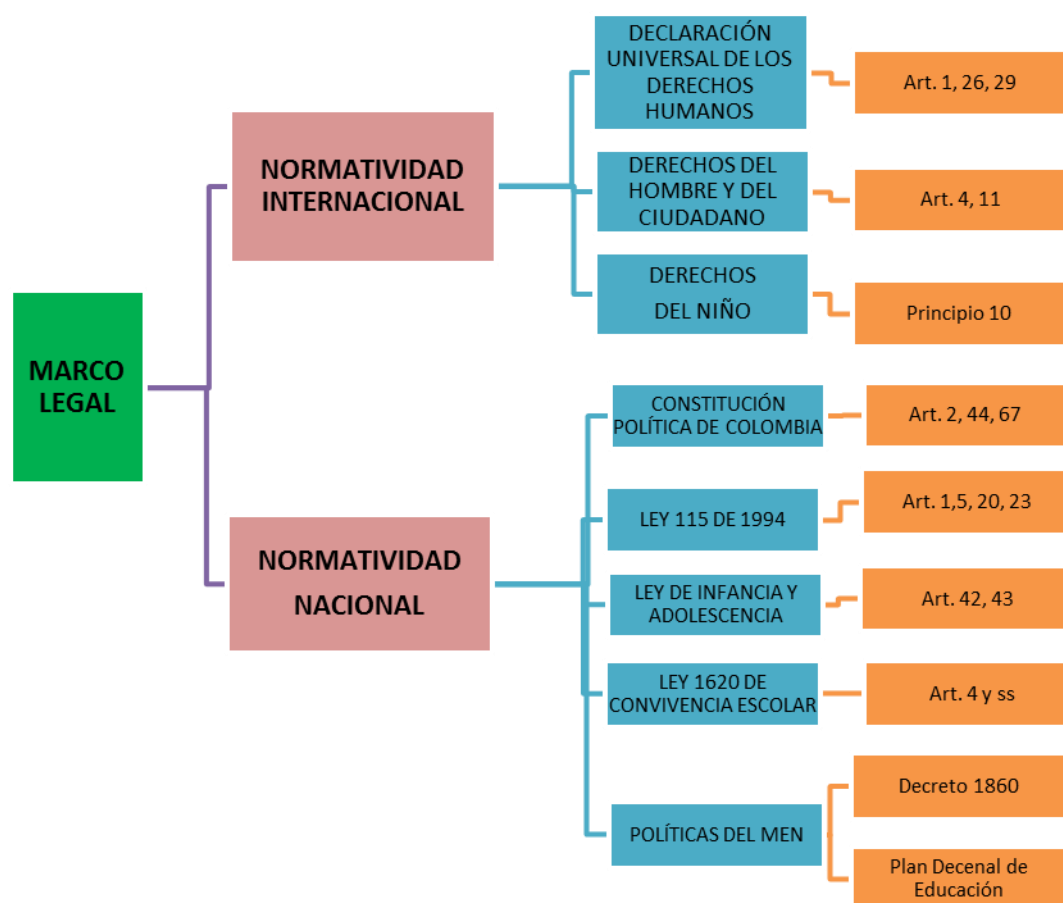 MARCO
LEGAL
NORMATIVIDAD
INTERNACIONAL
DECLARACIÓN
UNIVERSAL DE LOS
DERECHOS
HUMANOS
Art. 1, 26, 29
DERECHOS DEL
HOMBRE Y DEL
CIUDADANO
Art. 4, 11
DERECHOS
DEL NIÑO
Principio 10
NORMATIVIDAD
NACIONAL
CONSTITUCIÓN
POLÍTICA DE COLOMBIA
Art. 2, 44, 67
LEY 115 DE 1994
Art. 1,5, 20, 23
LEY DE INFANCIA Y
ADOLESCENCIA
Art. 42, 43
LEY 1620 DE
CONVIVENCIA ESCOLAR
Art. 4 y ss
POLÍTICAS DEL MEN
Decreto 1860
Plan Decenal de
Educación